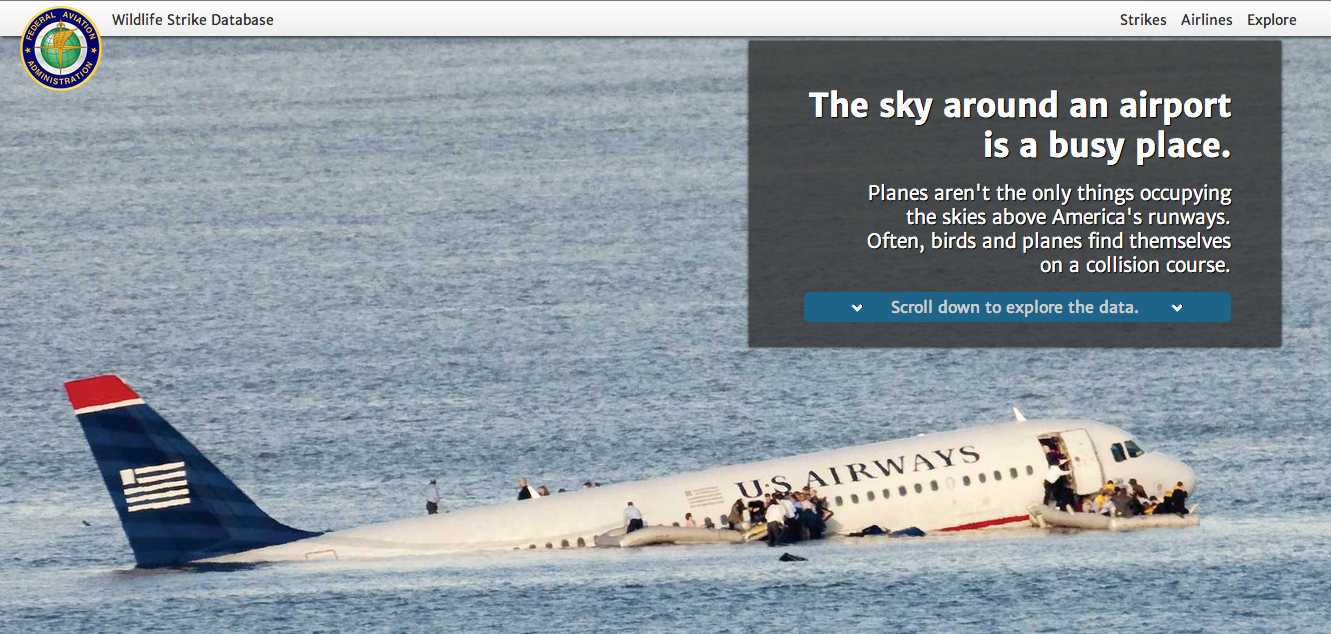 Wildlife Strike Database
Strikes Airlines Explore
FEDERAL AVIATION
ADMINISTRATION
The sky around an airport
is a busy place.
Planes aren't the only things occupying
the skies above America's runways.
Often, birds and planes find themselves
on a collision course.
Scroll down to explore the data.
U·S AIRWAYS